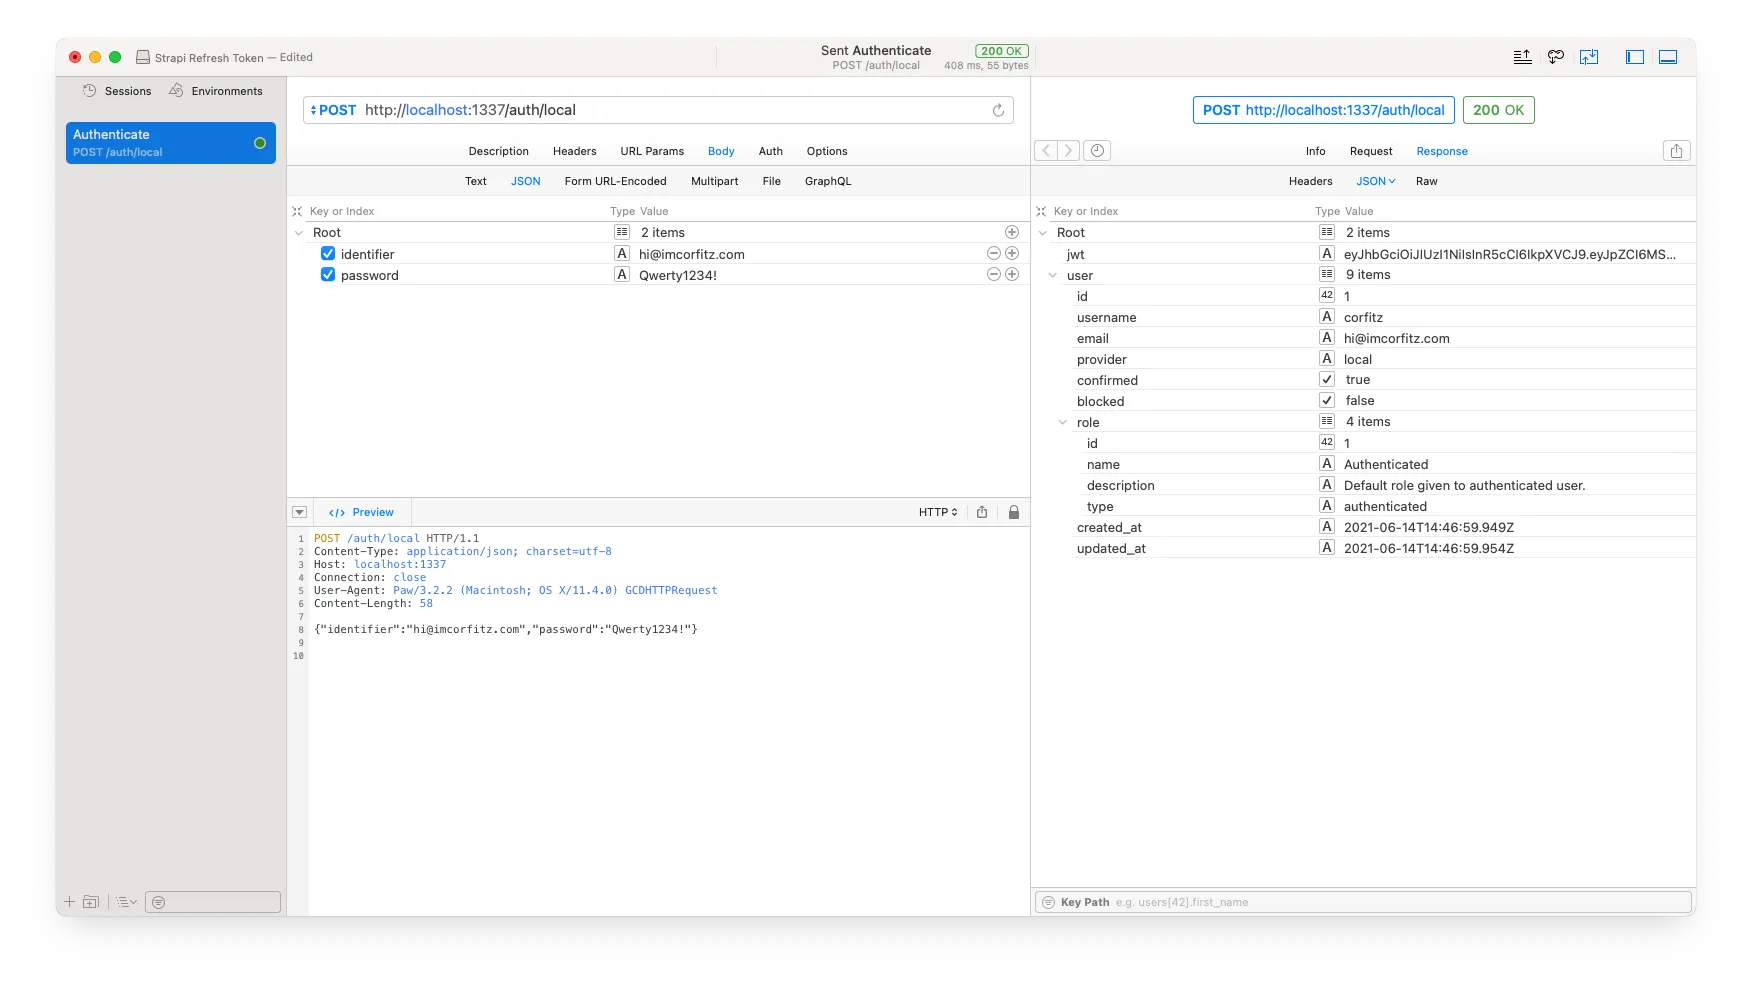 Strapi Refresh Token — Edited
Sent Authenticate 200 OK
POST /auth/local 408 ms, 55 bytes
Sessions Environments
Authenticate
POST /auth/local
POST http://localhost:1337/auth/local
Description Headers URL Params Body Auth Options
Text JSON Form URL-Encoded Multipart File GraphQL
Key or Index Type Value
Root 2 items
identifier A hi@imcorfitz.com
password A Qwerty1234!
Preview HTTP
1 POST /auth/local HTTP/1.1
2 Content-Type: application/json; charset=utf-8
3 Host: localhost:1337
4 Connection: close
5 User-Agent: Paw/3.2.2 (Macintosh; OS X/11.4.0) GCDHTTPRequest
6 Content-Length: 58
7
8 {"identifier":"hi@imcorfitz.com","password":"Qwerty1234!"}
9
10
POST http://localhost:1337/auth/local 200 OK
Info Request Response
Headers JSON Raw
Key or Index Type Value
Root 2 items
jwt A eyJhbGciOiJIUzI1NiIsInR5cCI6IkpXVCJ9.eyJpZCI6MS...
user 9 items
id 42 1
username A corfitz
email A hi@imcorfitz.com
provider A local
confirmed true
blocked false
role 4 items
id 42 1
name A Authenticated
description A Default role given to authenticated user.
type A authenticated
created_at A 2021-06-14T14:46:59.949Z
updated_at A 2021-06-14T14:46:59.954Z
Key Path e.g. users[42].first_name